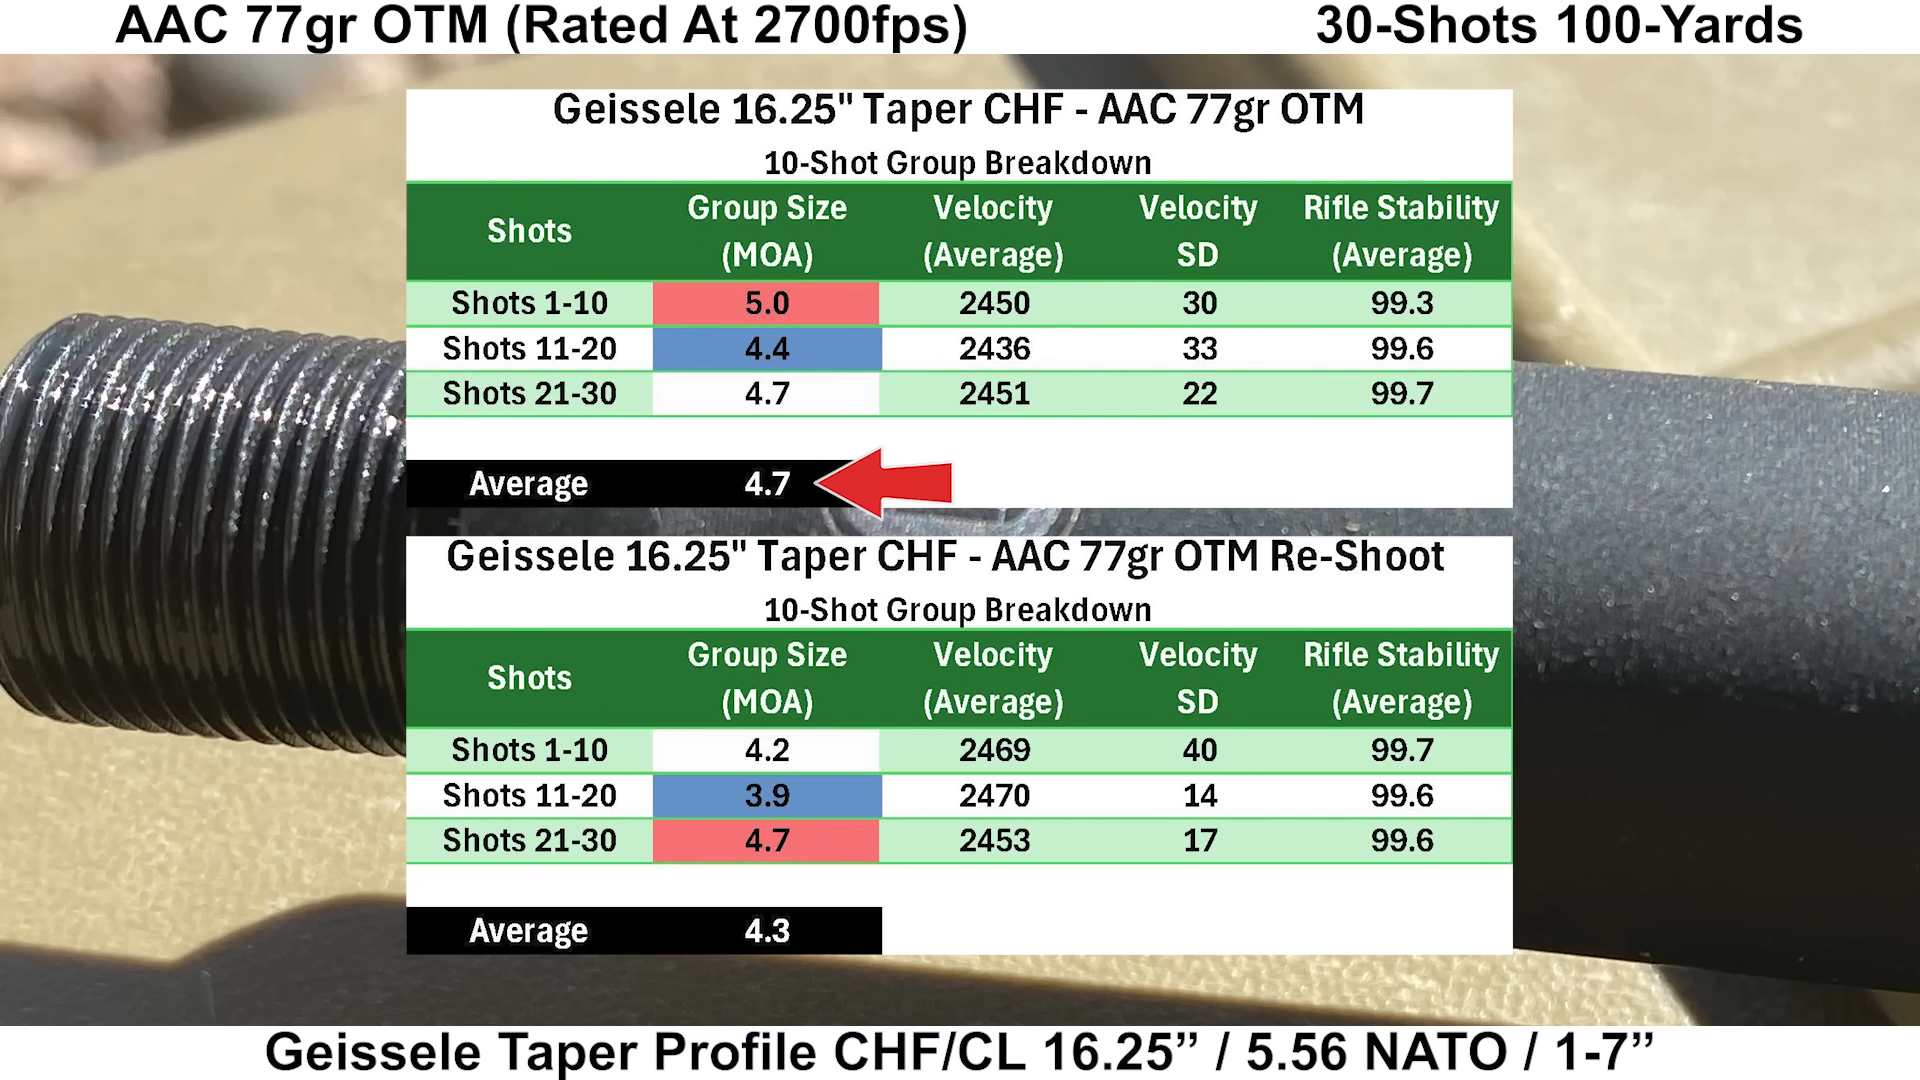 AAC 77gr OTM (Rated At 2700fps) 30-Shots 100-Yards
Geissele 16.25" Taper CHF - AAC 77gr OTM
10-Shot Group Breakdown
Shots Group Size (MOA) Velocity (Average) Velocity SD Rifle Stability (Average)
Shots 1-10 5.0 2450 30 99.3
Shots 11-20 4.4 2436 33 99.6
Shots 21-30 4.7 2451 22 99.7
Average 4.7
Geissele 16.25" Taper CHF - AAC 77gr OTM Re-Shoot
10-Shot Group Breakdown
Shots Group Size (MOA) Velocity (Average) Velocity SD Rifle Stability (Average)
Shots 1-10 4.2 2469 40 99.7
Shots 11-20 3.9 2470 14 99.6
Shots 21-30 4.7 2453 17 99.6
Average 4.3
Geissele Taper Profile CHF/CL 16.25” / 5.56 NATO / 1-7”